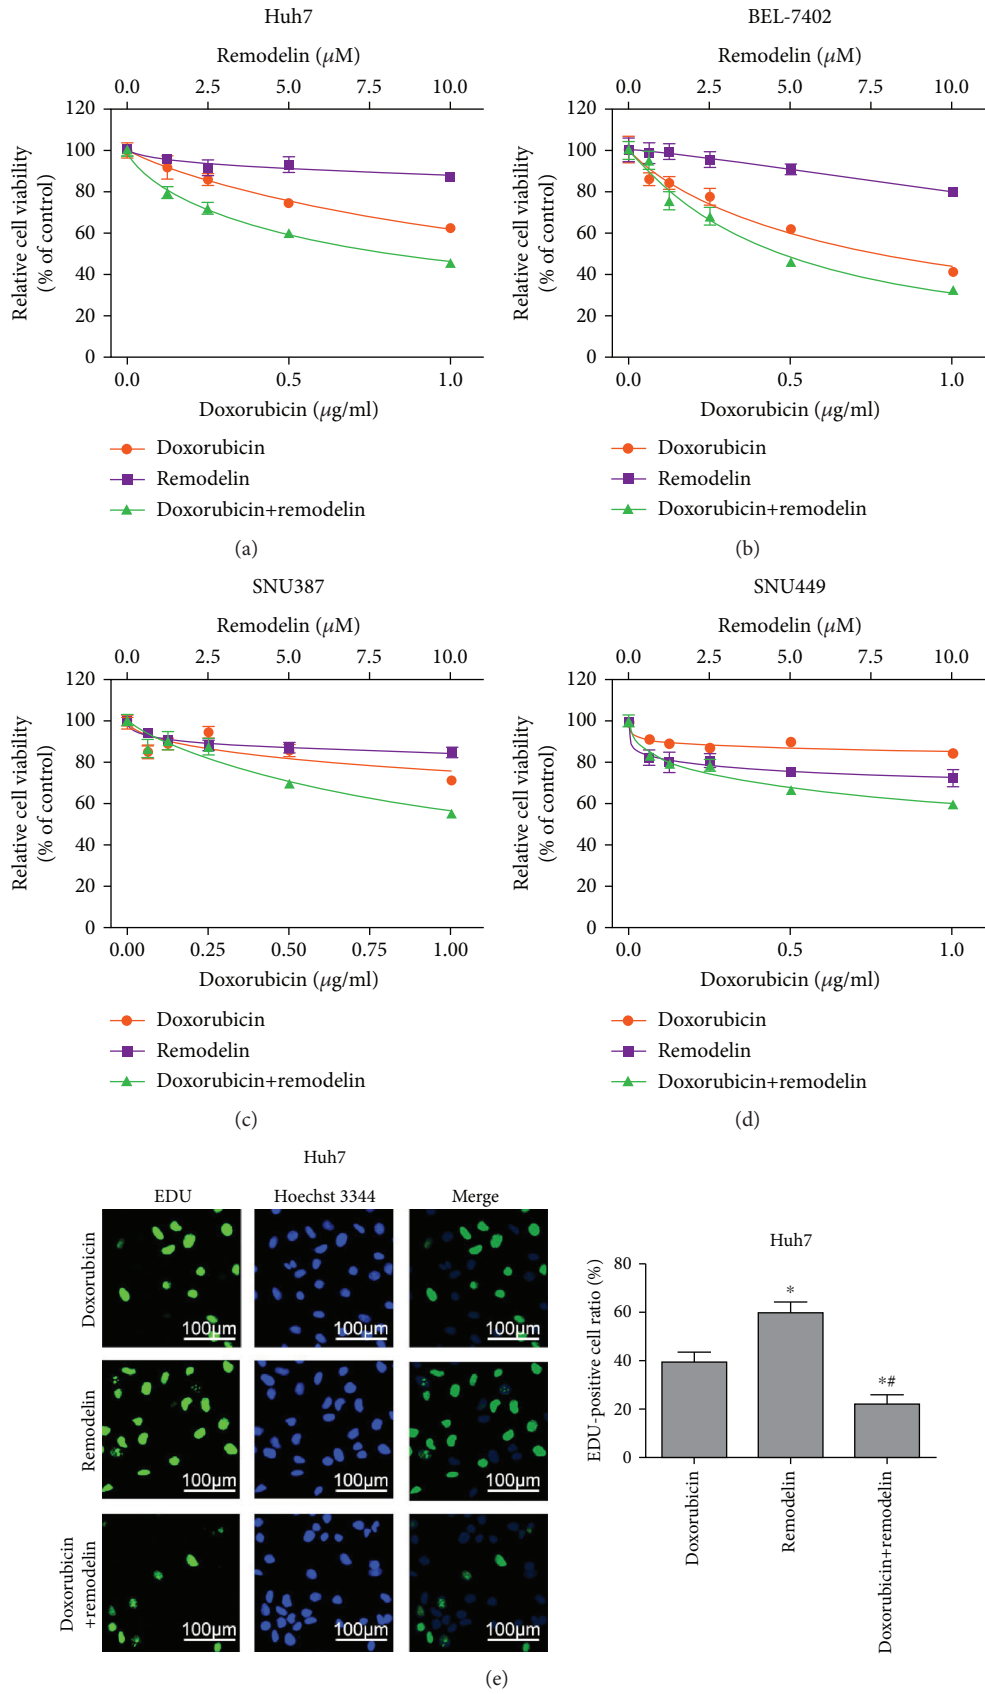 Huh7
Remodelin (μM)
0.0 2.5 5.0 7.5 10.0
Relative cell viability
(% of control)
120
100
80
60
40
20
0
0.0 0.5 1.0
Doxorubicin (μg/ml)
Doxorubicin
Remodelin
Doxorubicin+remodelin
(a)
BEL-7402
Remodelin (μM)
0.0 2.5 5.0 7.5 10.0
Relative cell viability
(% of control)
120
100
80
60
40
20
0
0.0 0.5 1.0
Doxorubicin (μg/ml)
Doxorubicin
Remodelin
Doxorubicin+remodelin
(b)
SNU387
Remodelin (μM)
0.0 2.5 5.0 7.5 10.0
Relative cell viability
(% of control)
120
100
80
60
40
20
0
0.00 0.25 0.50 0.75 1.00
Doxorubicin (μg/ml)
Doxorubicin
Remodelin
Doxorubicin+remodelin
(c)
SNU449
Remodelin (μM)
0.0 2.5 5.0 7.5 10.0
Relative cell viability
(% of control)
120
100
80
60
40
20
0
0.0 0.5 1.0
Doxorubicin (μg/ml)
Doxorubicin
Remodelin
Doxorubicin+remodelin
(d)
Huh7
EDU Hoechst 3344 Merge
Doxorubicin
100μm 100μm 100μm
Remodelin
100μm 100μm 100μm
Doxorubicin
+remodelin
100μm 100μm 100μm
Huh7
EDU-positive cell ratio (%)
80
60
40
20
0
*
*#
Doxorubicin
Remodelin
Doxorubicin+remodelin
(e)